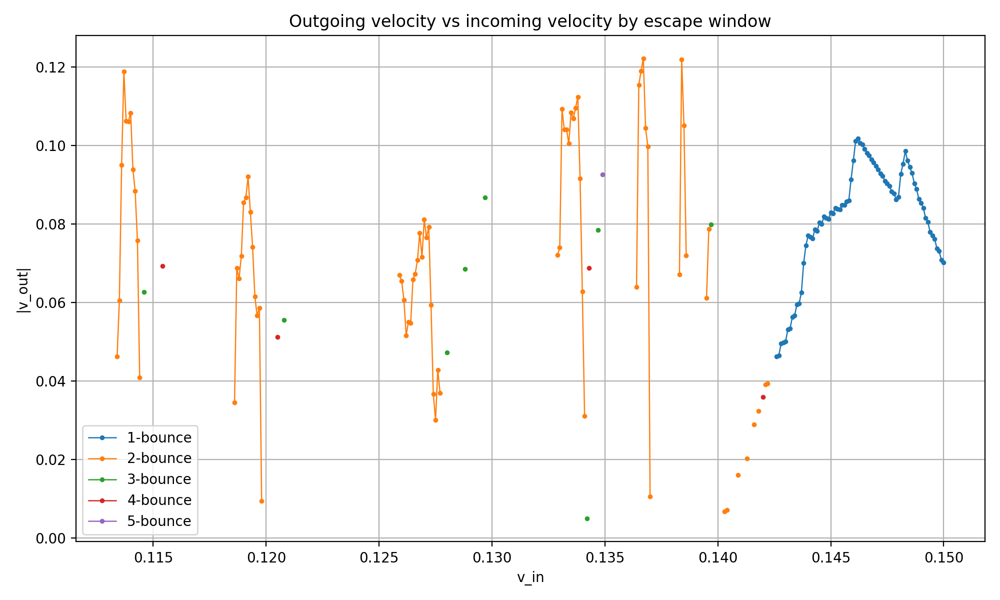 Outgoing velocity vs incoming velocity by escape window
0.12
0.10
0.08
0.06
0.04
0.02
0.00
|v_out|
1-bounce
2-bounce
3-bounce
4-bounce
5-bounce
0.115 0.120 0.125 0.130 0.135 0.140 0.145 0.150
v_in